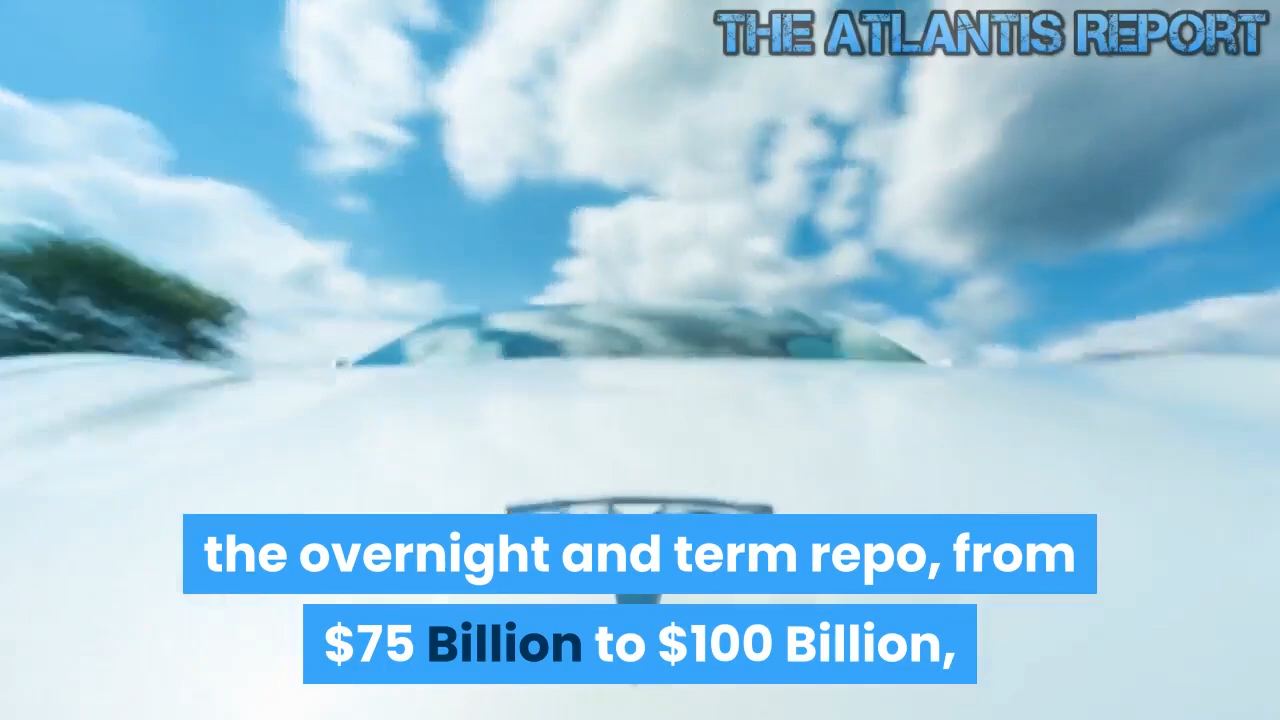 THE ATLANTIS REPORT
the overnight and term repo, from
$75 Billion to $100 Billion,